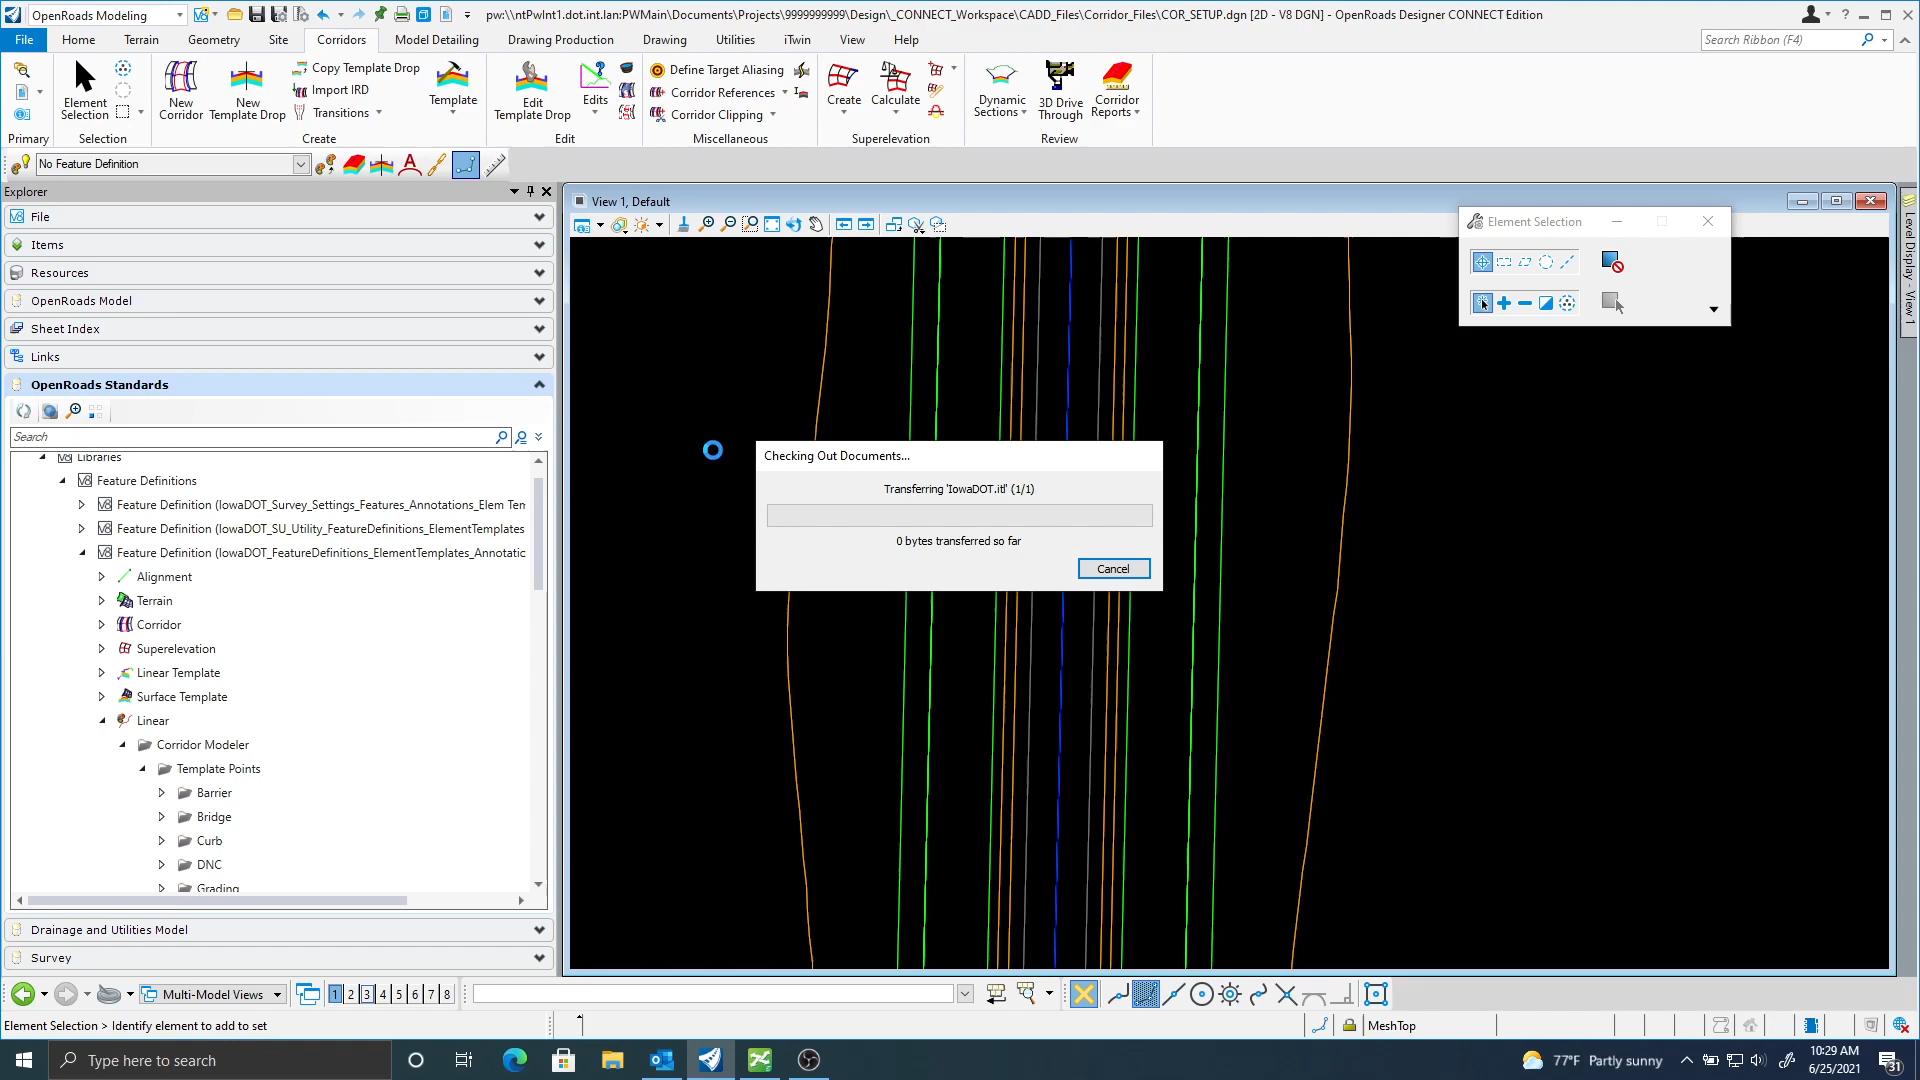 OpenRoads Modeling
pw:\\ntPwInt1.dot.int.lan:PWMain\Documents\Projects\9999999999\Design\_CONNECT_Workspace\CADD_Files\Corridor_Files\COR_SETUP.dgn [2D - V8 DGN] - OpenRoads Designer CONNECT Edition
File Home Terrain Geometry Site Corridors Model Detailing Drawing Production Drawing Utilities iTwin View Help
Search Ribbon (F4)
Element Selection
New Corridor
New Template Drop
Copy Template Drop
Import IRD
Transitions
Template
Edit Template Drop
Edits
Define Target Aliasing
Corridor References
Corridor Clipping
Create
Calculate
Dynamic Sections
3D Drive Through
Corridor Reports
Primary Selection Create Edit Miscellaneous Superelevation Review
No Feature Definition
Explorer
View 1, Default
File
Items
Resources
OpenRoads Model
Sheet Index
Links
OpenRoads Standards
Search
Libraries
Feature Definitions
Feature Definition (IowaDOT_Survey_Settings_Features_Annotations_Elem Tem
Feature Definition (IowaDOT_SU_Utility_FeatureDefinitions_ElementTemplates
Feature Definition (IowaDOT_FeatureDefinitions_ElementTemplates_Annotatic
Alignment
Terrain
Corridor
Superelevation
Linear Template
Surface Template
Linear
Corridor Modeler
Template Points
Barrier
Bridge
Curb
DNC
Grading
Drainage and Utilities Model
Survey
Element Selection
Level Display - View 1
Checking Out Documents...
Transferring 'IowaDOT.itl' (1/1)
0 bytes transferred so far
Cancel
Multi-Model Views
1 2 3 4 5 6 7 8
Element Selection > Identify element to add to set
MeshTop
Type here to search
77°F Partly sunny
10:29 AM
6/25/2021
31